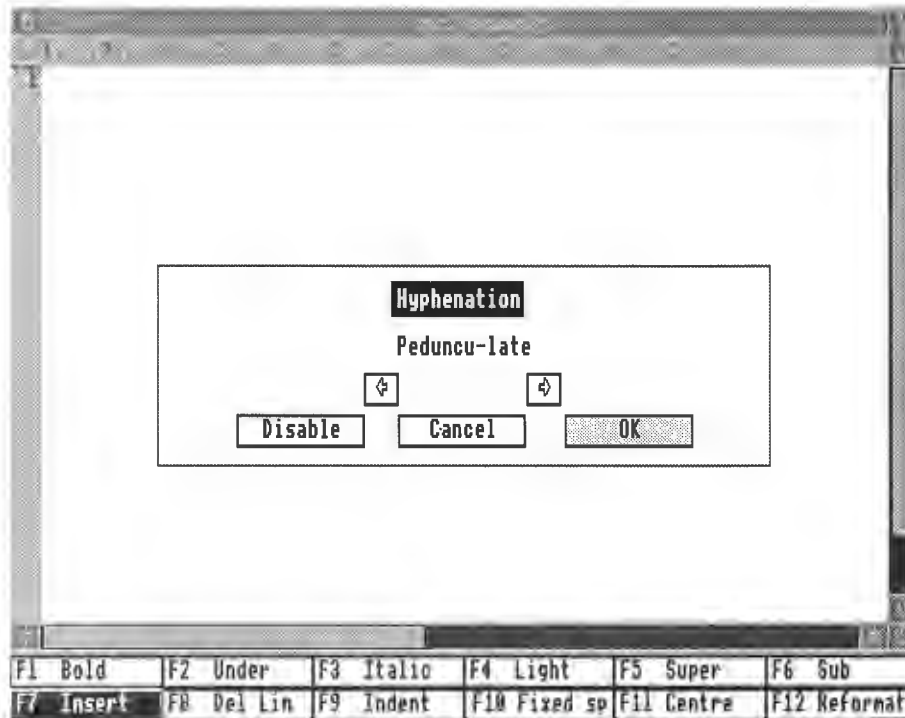 Hyphenation
Peduncu-late
Disable Cancel OK
F1 Bold F2 Under F3 Italic F4 Light F5 Super F6 Sub
F7 Insert F8 Del Lin F9 Indent F10 Fixed sp F11 Centre F12 Reformat